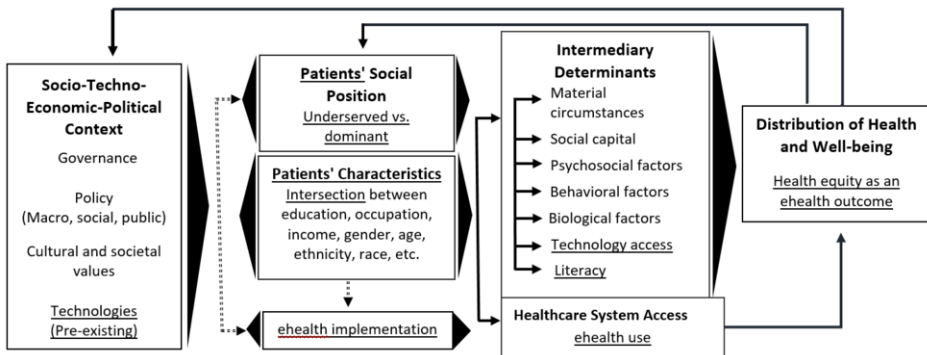 Socio-Techno-
Economic-Political
Context
Governance
Policy
(Macro, social, public)
Cultural and societal
values
Technologies
(Pre-existing)
Patients' Social
Position
Underserved vs.
dominant
Patients' Characteristics
Intersection between
education, occupation,
income, gender, age,
ethnicity, race, etc.
ehealth implementation
Intermediary
Determinants
Material
circumstances
Social capital
Psychosocial factors
Behavioral factors
Biological factors
Technology access
Literacy
Healthcare System Access
ehealth use
Distribution of Health
and Well-being
Health equity as an
ehealth outcome